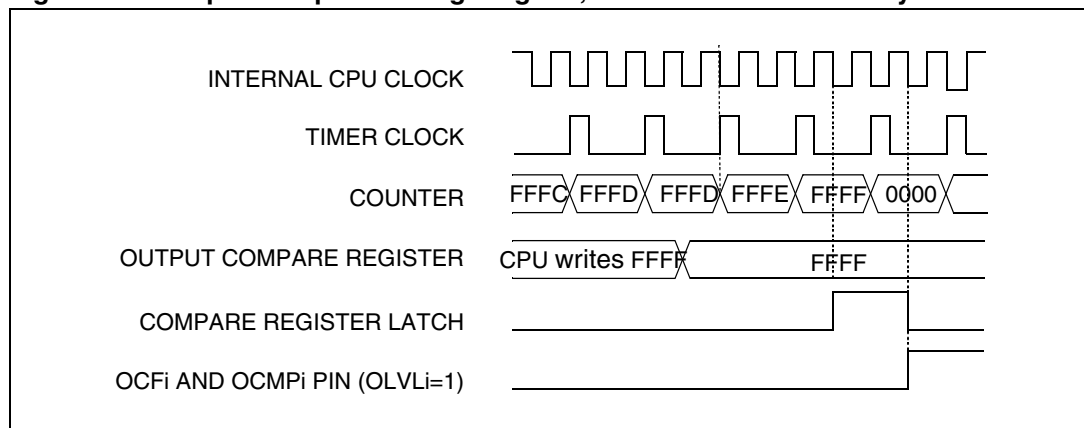 INTERNAL CPU CLOCK
TIMER CLOCK
COUNTER FFFC FFFD FFFD FFFE FFFF 0000
OUTPUT COMPARE REGISTER CPU writes FFFF FFFF
COMPARE REGISTER LATCH
OCFi AND OCMPi PIN (OLVLi=1)